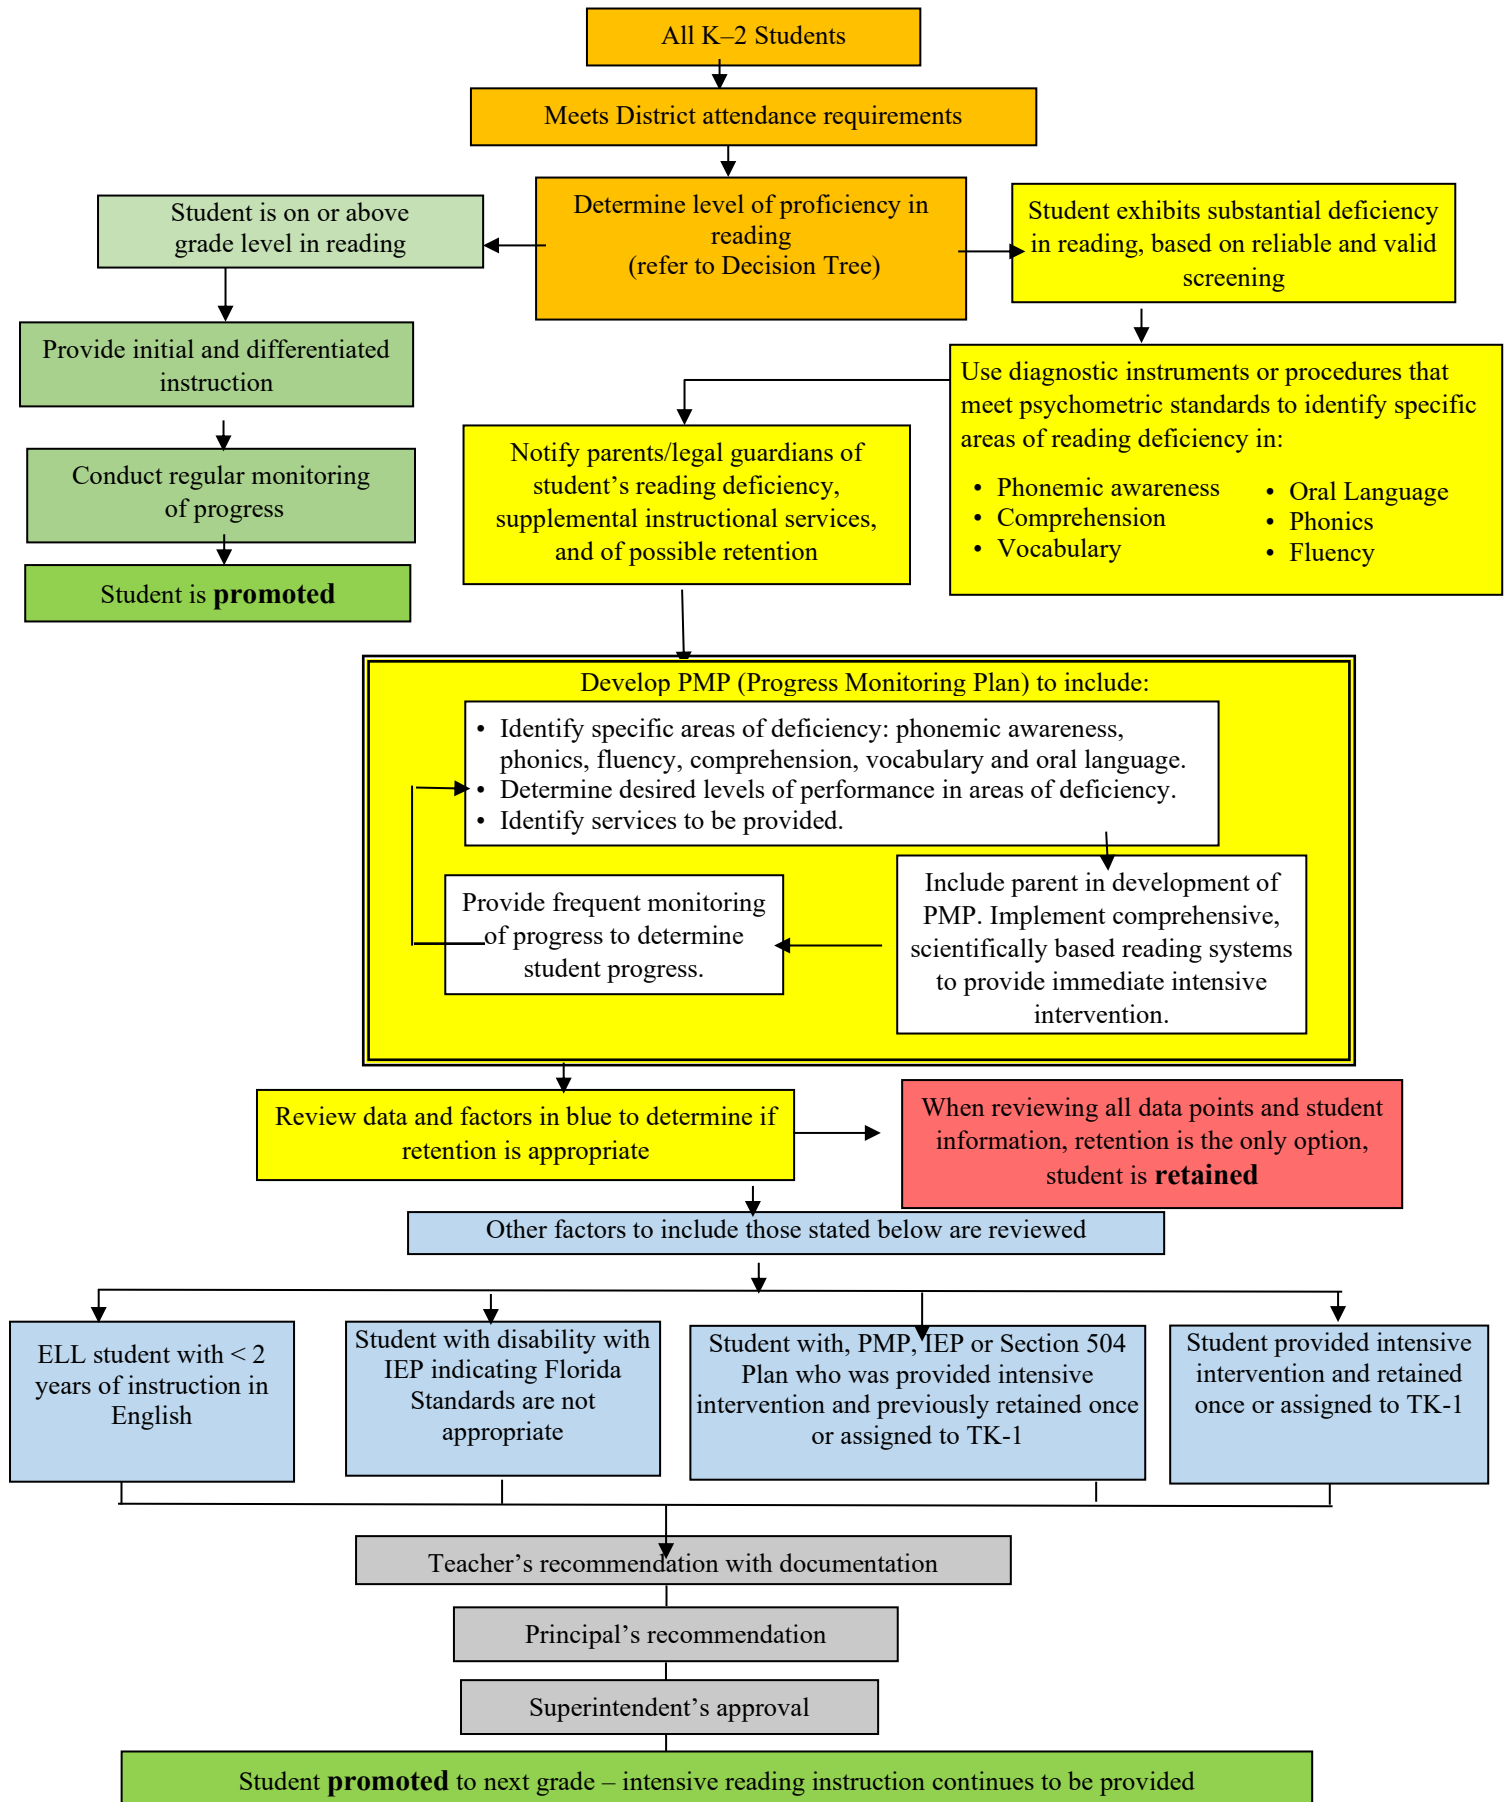 All K–2 Students
Meets District attendance requirements
Determine level of proficiency in
reading
(refer to Decision Tree)
Student is on or above
grade level in reading
Provide initial and differentiated
instruction
Conduct regular monitoring
of progress
Student is promoted
Student exhibits substantial deficiency
in reading, based on reliable and valid
screening
Use diagnostic instruments or procedures that
meet psychometric standards to identify specific
areas of reading deficiency in:
• Phonemic awareness
• Comprehension
• Vocabulary
• Oral Language
• Phonics
• Fluency
Notify parents/legal guardians of
student’s reading deficiency,
supplemental instructional services,
and of possible retention
Develop PMP (Progress Monitoring Plan) to include:
• Identify specific areas of deficiency: phonemic awareness,
phonics, fluency, comprehension, vocabulary and oral language.
• Determine desired levels of performance in areas of deficiency.
• Identify services to be provided.
Include parent in development of
PMP. Implement comprehensive,
scientifically based reading systems
to provide immediate intensive
intervention.
Provide frequent monitoring
of progress to determine
student progress.
Review data and factors in blue to determine if
retention is appropriate
When reviewing all data points and student
information, retention is the only option,
student is retained
Other factors to include those stated below are reviewed
ELL student with < 2
years of instruction in
English
Student with disability with
IEP indicating Florida
Standards are not
appropriate
Student with, PMP, IEP or Section 504
Plan who was provided intensive
intervention and previously retained once
or assigned to TK-1
Student provided intensive
intervention and retained
once or assigned to TK-1
Teacher’s recommendation with documentation
Principal’s recommendation
Superintendent’s approval
Student promoted to next grade – intensive reading instruction continues to be provided